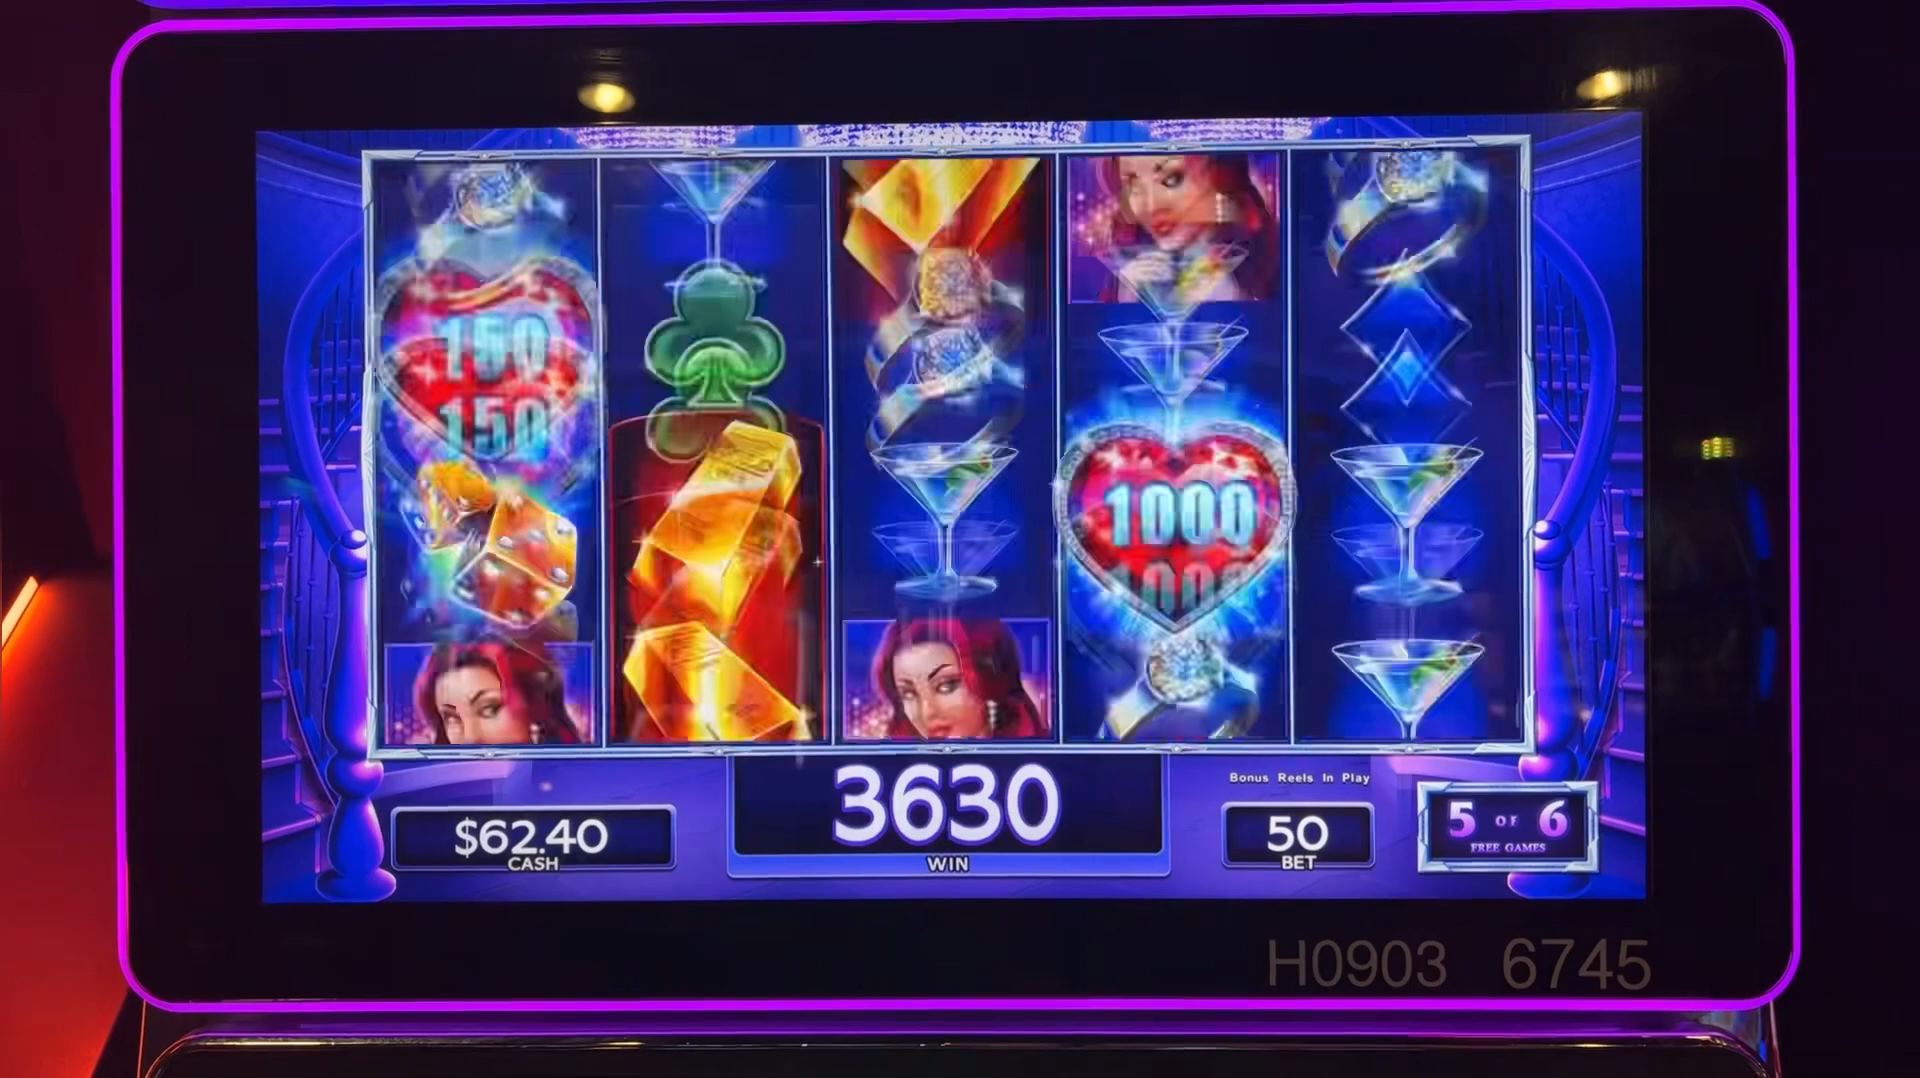 150
150
1000
1000
3630
WIN
$62.40
CASH
Bonus Reels In Play
50
BET
5 OF 6
FREE GAMES
H0903 6745